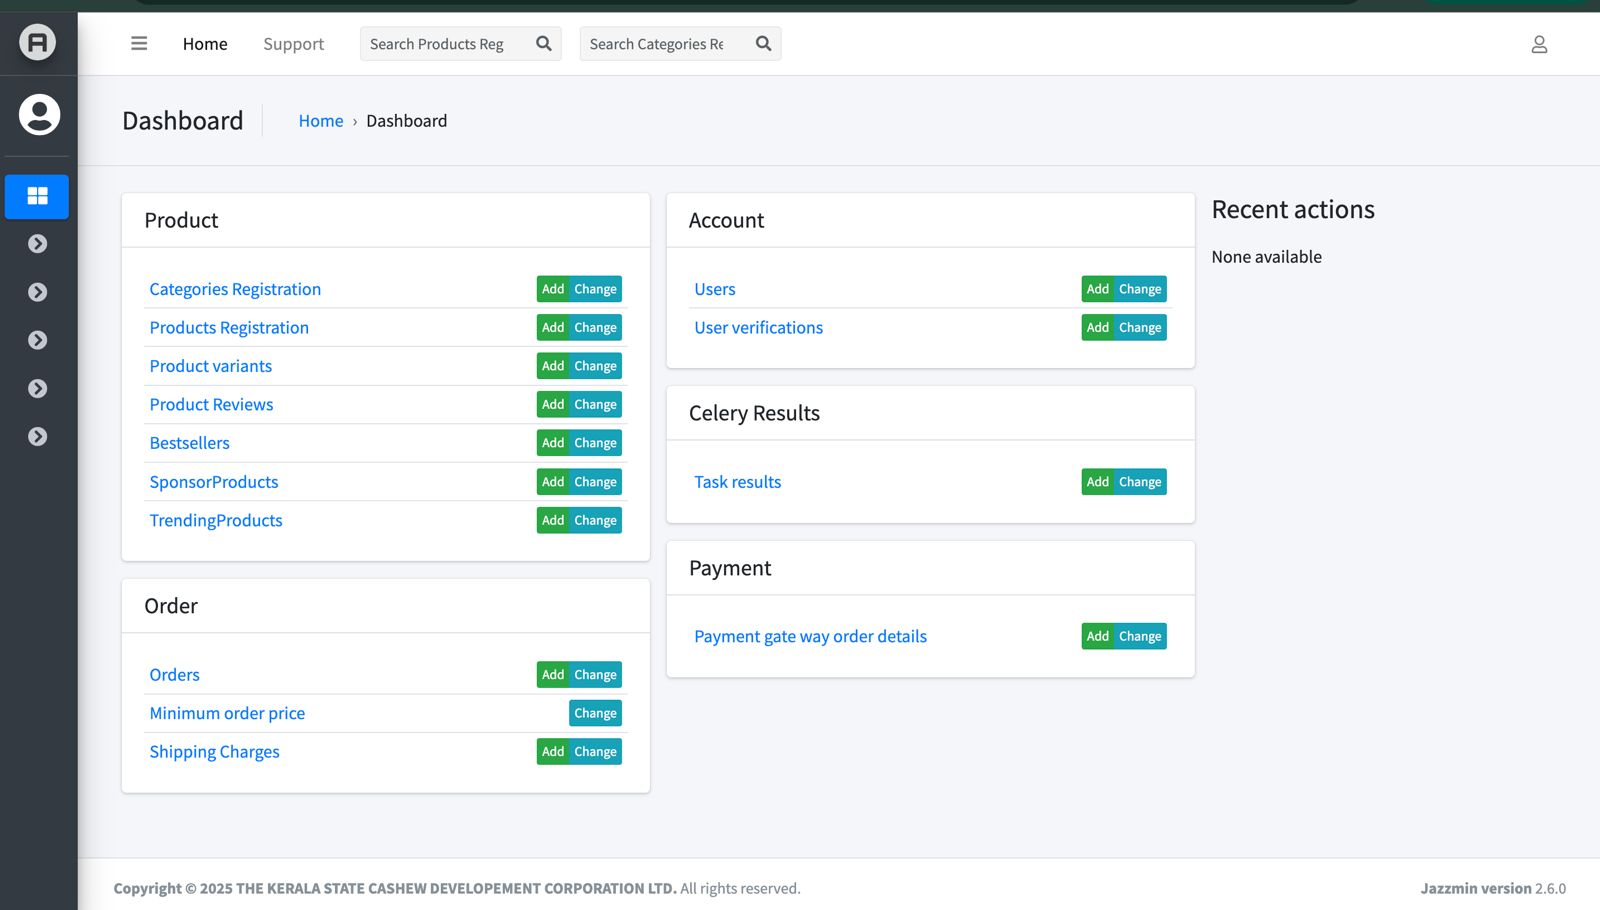 Home Support Search Products Reg Search Categories Re
Dashboard Home › Dashboard
Product
Categories Registration Add Change
Products Registration Add Change
Product variants Add Change
Product Reviews Add Change
Bestsellers Add Change
SponsorProducts Add Change
TrendingProducts Add Change
Order
Orders Add Change
Minimum order price Change
Shipping Charges Add Change
Account
Users Add Change
User verifications Add Change
Celery Results
Task results Add Change
Payment
Payment gate way order details Add Change
Recent actions
None available
Copyright © 2025 THE KERALA STATE CASHEW DEVELOPEMENT CORPORATION LTD. All rights reserved.
Jazzmin version 2.6.0